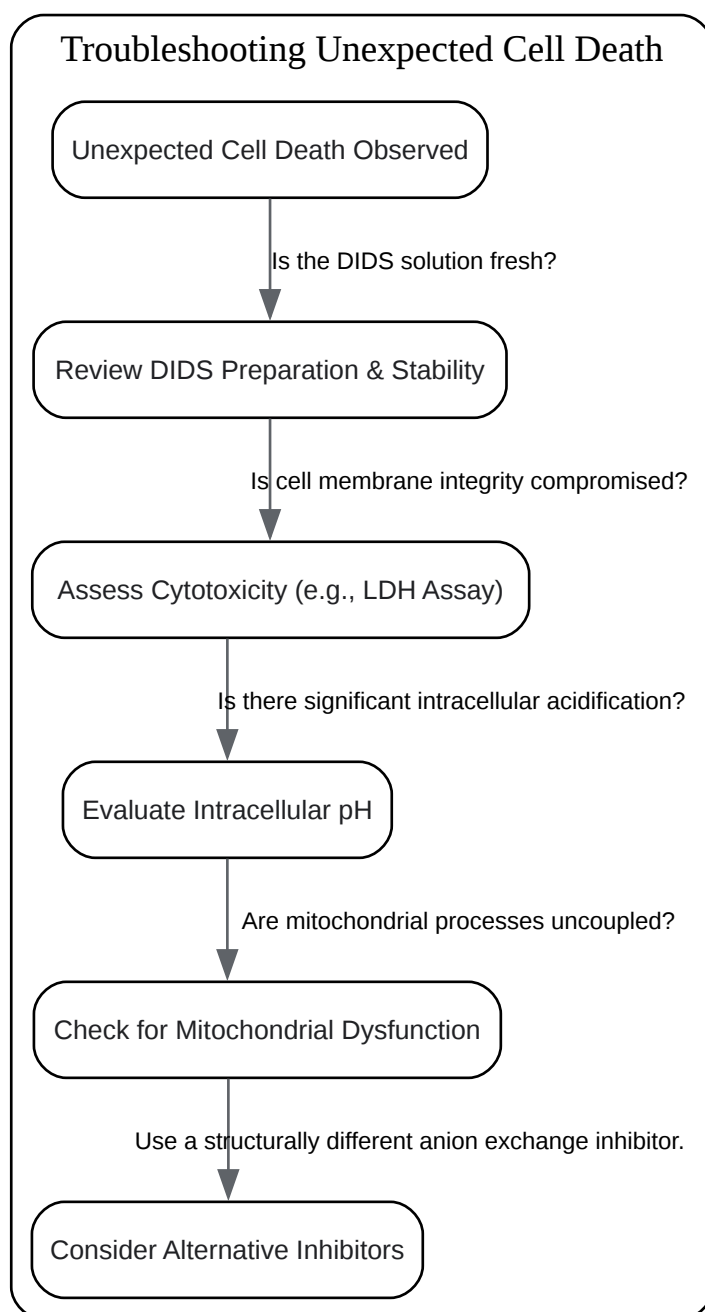 Troubleshooting Unexpected Cell Death
Unexpected Cell Death Observed
Is the DIDS solution fresh?
Review DIDS Preparation & Stability
Is cell membrane integrity compromised?
Assess Cytotoxicity (e.g., LDH Assay)
Is there significant intracellular acidification?
Evaluate Intracellular pH
Are mitochondrial processes uncoupled?
Check for Mitochondrial Dysfunction
Use a structurally different anion exchange inhibitor.
Consider Alternative Inhibitors